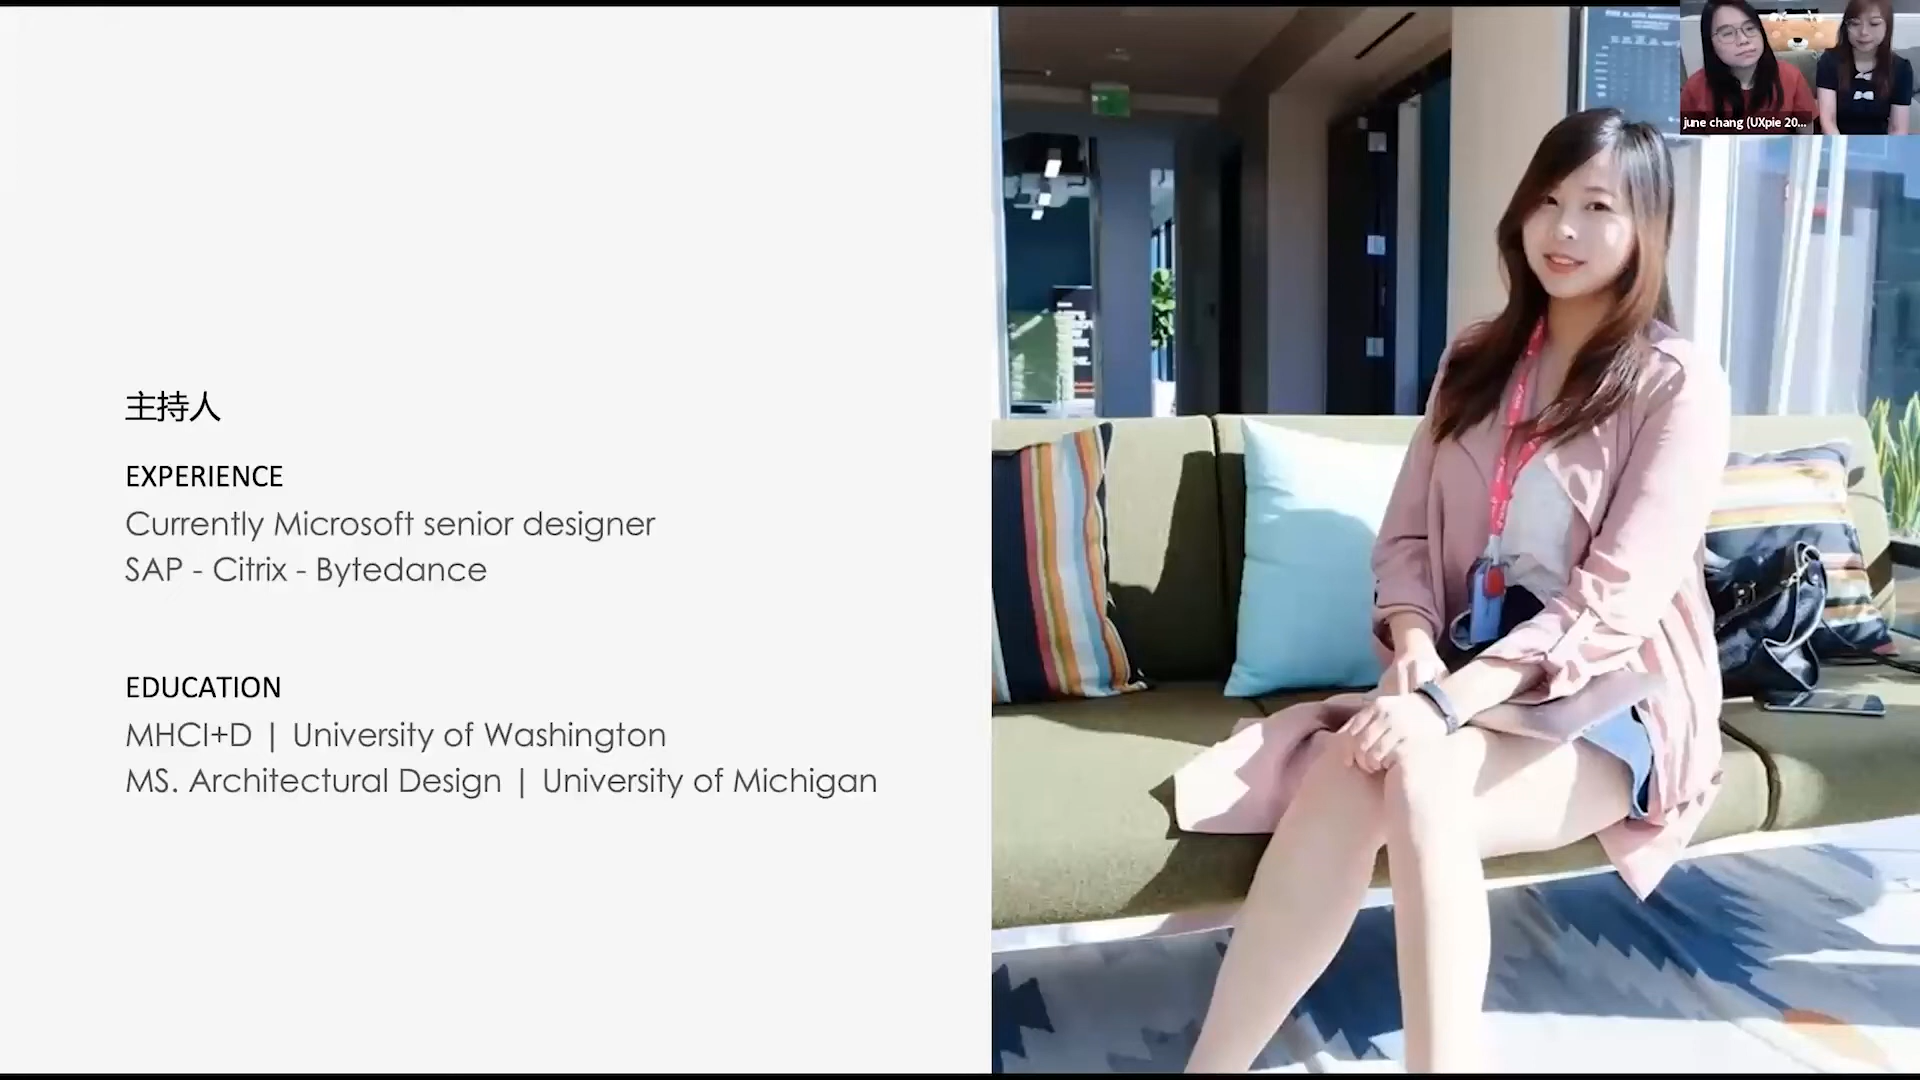 主持人
EXPERIENCE
Currently Microsoft senior designer
SAP - Citrix - Bytedance
EDUCATION
MHCI+D | University of Washington
MS. Architectural Design | University of Michigan
june chang (UXpie 20...